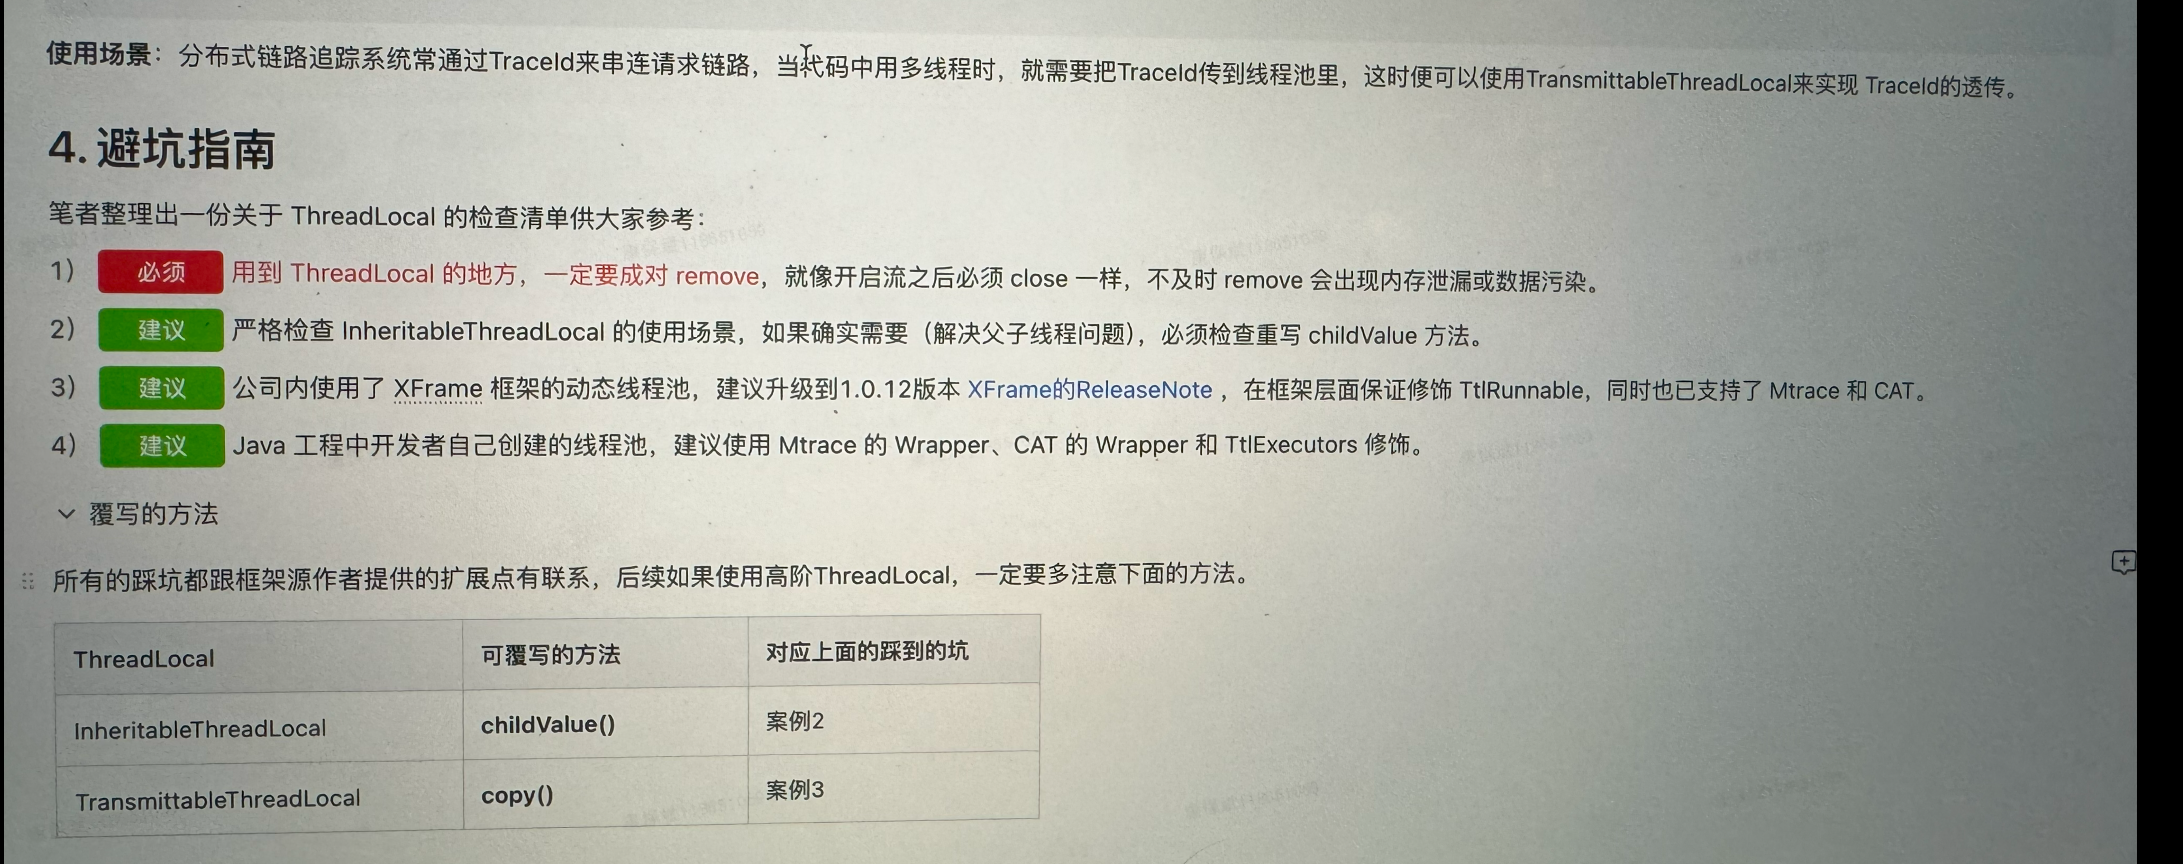 使用场景：分布式链路追踪系统常通过TraceId来串连请求链路，当代码中用多线程时，就需要把TraceId传到线程池里，这时便可以使用TransmittableThreadLocal来实现 TraceId的透传。
4. 避坑指南
笔者整理出一份关于 ThreadLocal 的检查清单供大家参考：
1） 必须 用到 ThreadLocal 的地方，一定要成对 remove，就像开启流之后必须 close 一样，不及时 remove 会出现内存泄漏或数据污染。
2） 建议 严格检查 InheritableThreadLocal 的使用场景，如果确实需要（解决父子线程问题），必须检查重写 childValue 方法。
3） 建议 公司内使用了 XFrame 框架的动态线程池，建议升级到1.0.12版本 XFrame的ReleaseNote ，在框架层面保证修饰 TtlRunnable，同时也已支持了 Mtrace 和 CAT。
4） 建议 Java 工程中开发者自己创建的线程池，建议使用 Mtrace 的 Wrapper、CAT 的 Wrapper 和 TtlExecutors 修饰。
覆写的方法
所有的踩坑都跟框架源作者提供的扩展点有联系，后续如果使用高阶ThreadLocal，一定要多注意下面的方法。
ThreadLocal 可覆写的方法 对应上面的踩到的坑
InheritableThreadLocal childValue() 案例2
TransmittableThreadLocal copy() 案例3